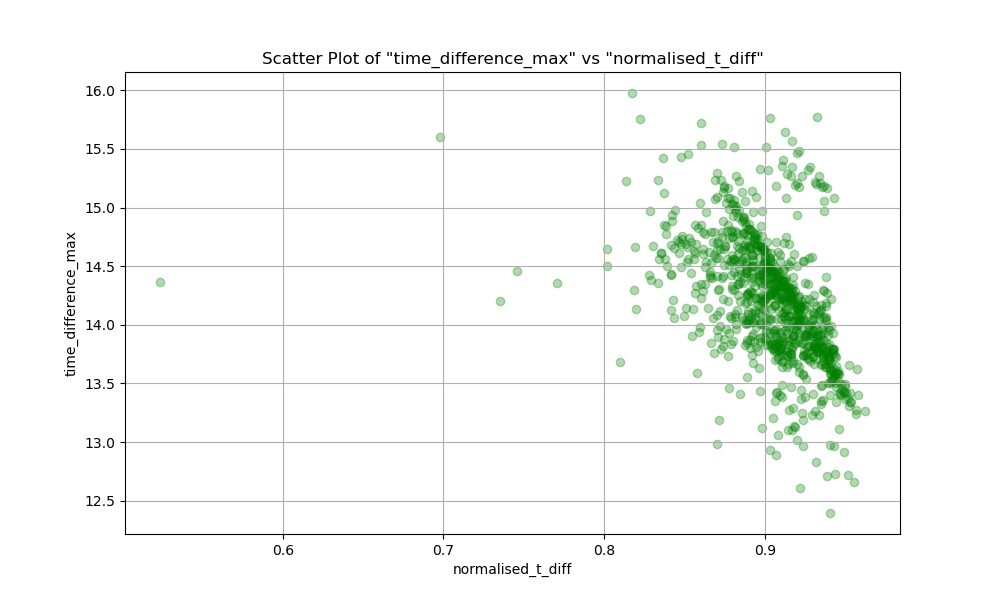 Scatter Plot of "time_difference_max" vs "normalised_t_diff"
16.0
15.5
15.0
14.5
14.0
13.5
13.0
12.5
time_difference_max
0.6 0.7 0.8 0.9
normalised_t_diff